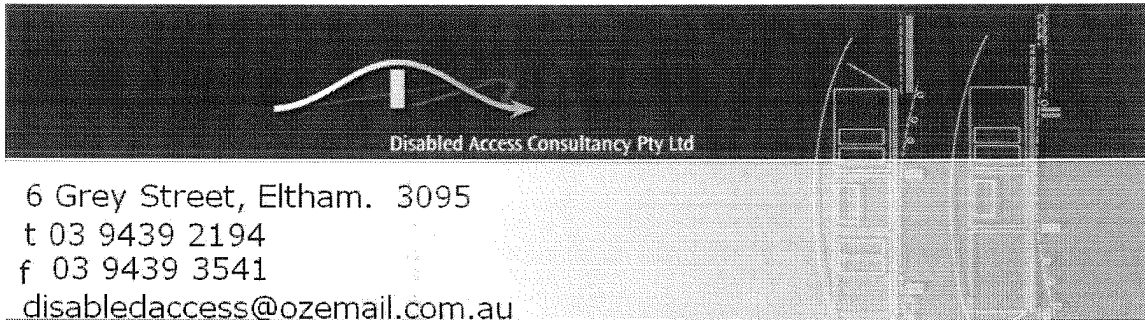 Disabled Access Consultancy Pty Ltd
6 Grey Street, Eltham. 3095
t 03 9439 2194
f 03 9439 3541
disabledaccess@ozemail.com.au